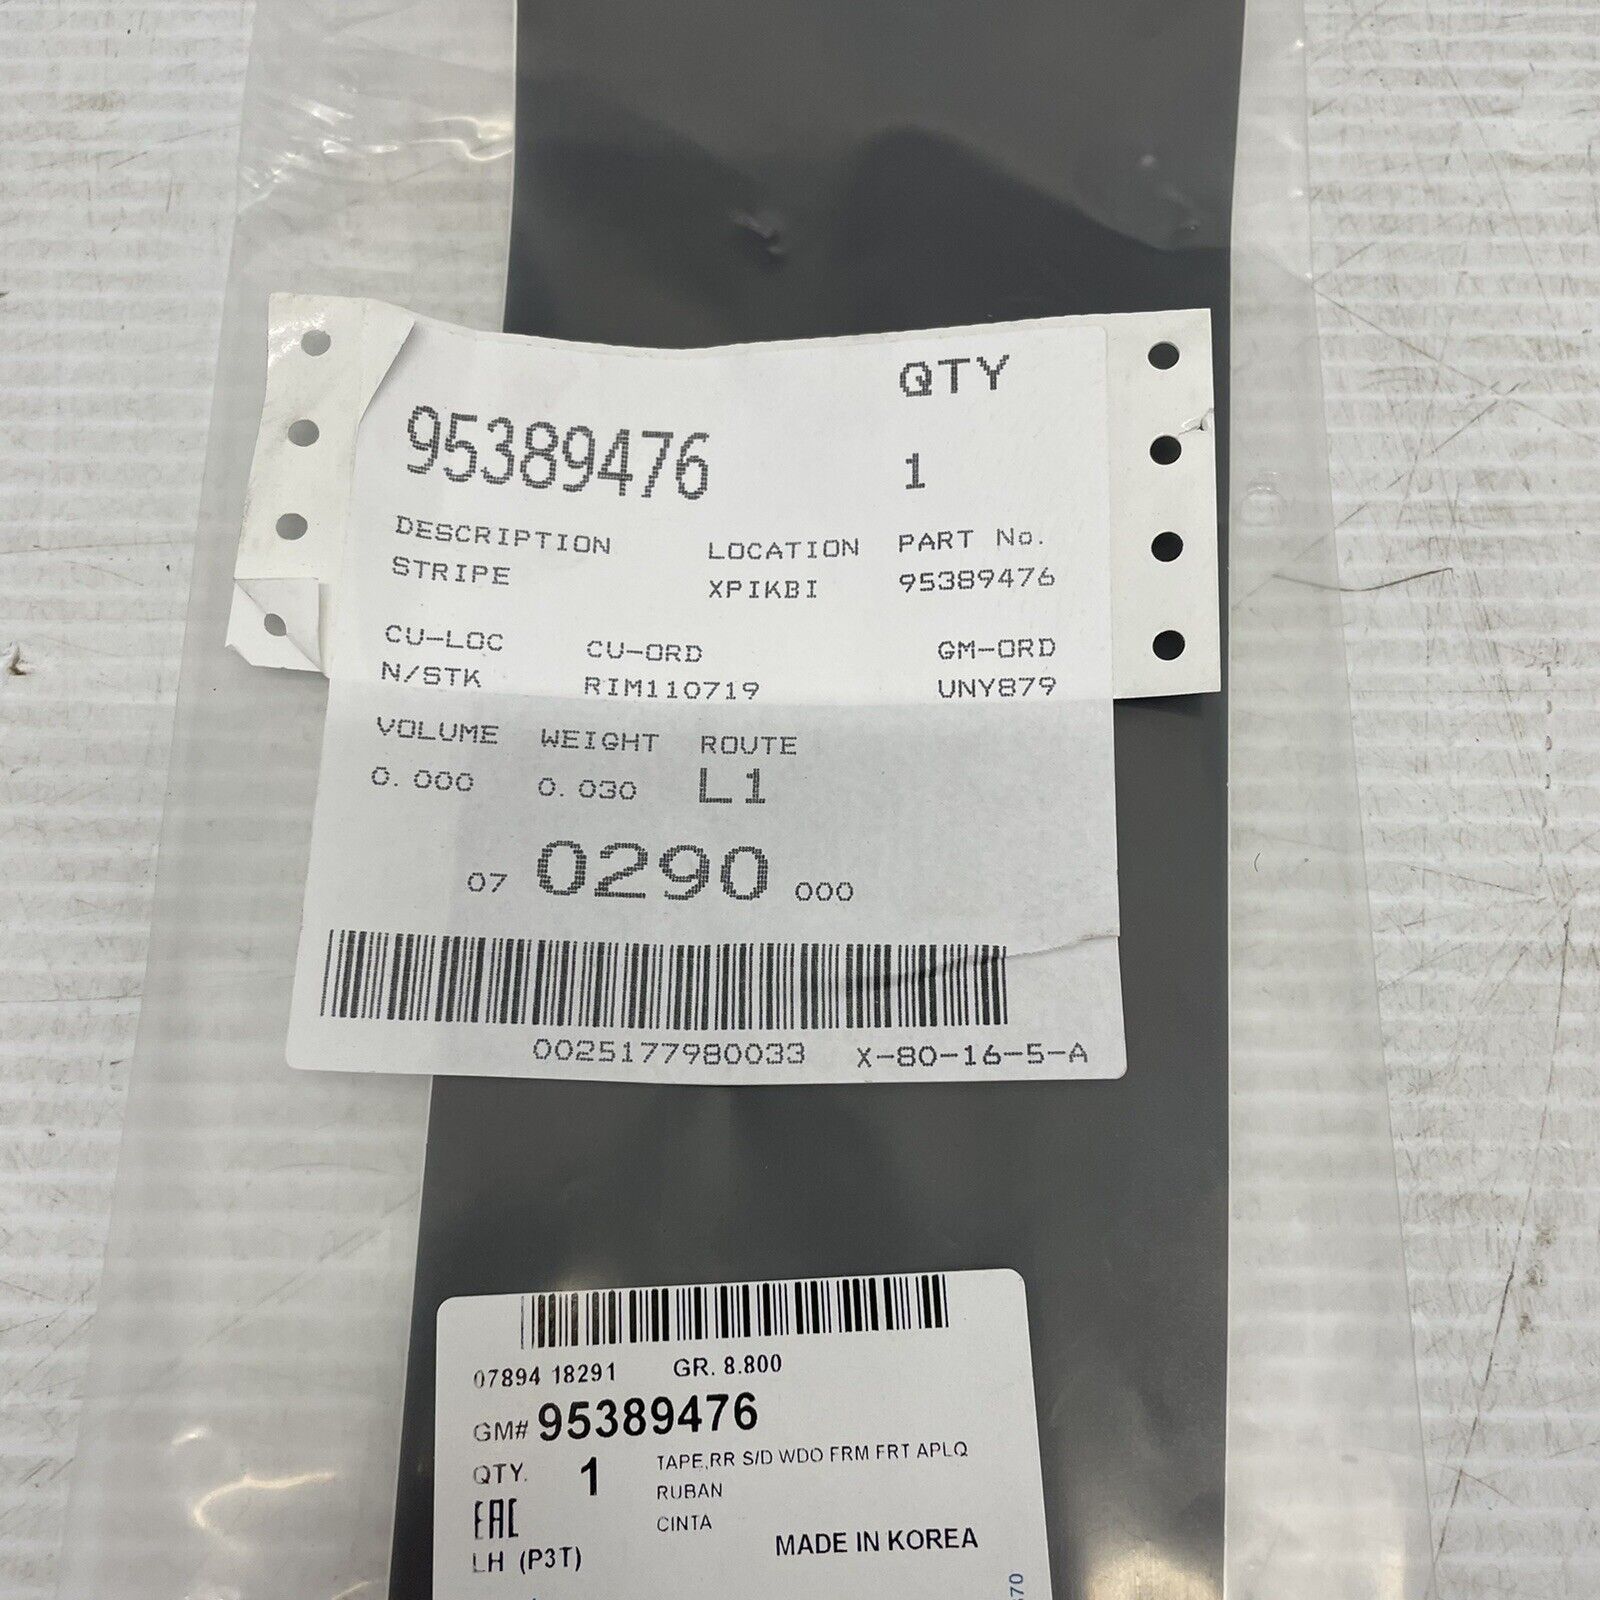 QTY
95389476 1
DESCRIPTION LOCATION PART No.
STRIPE XPIKBI 95389476
CU-LOC CU-ORD GM-ORD
N/STK RIM110719 UNY879
VOLUME WEIGHT ROUTE
0.000 0.030 L1
07 0290 000
0025177980033 X-80-16-5-A
07894 18291 GR. 8.800
GM# 95389476
QTY. 1 TAPE,RR S/D WDO FRM FRT APLQ
RUBAN
EAC CINTA
LH (P3T) MADE IN KOREA